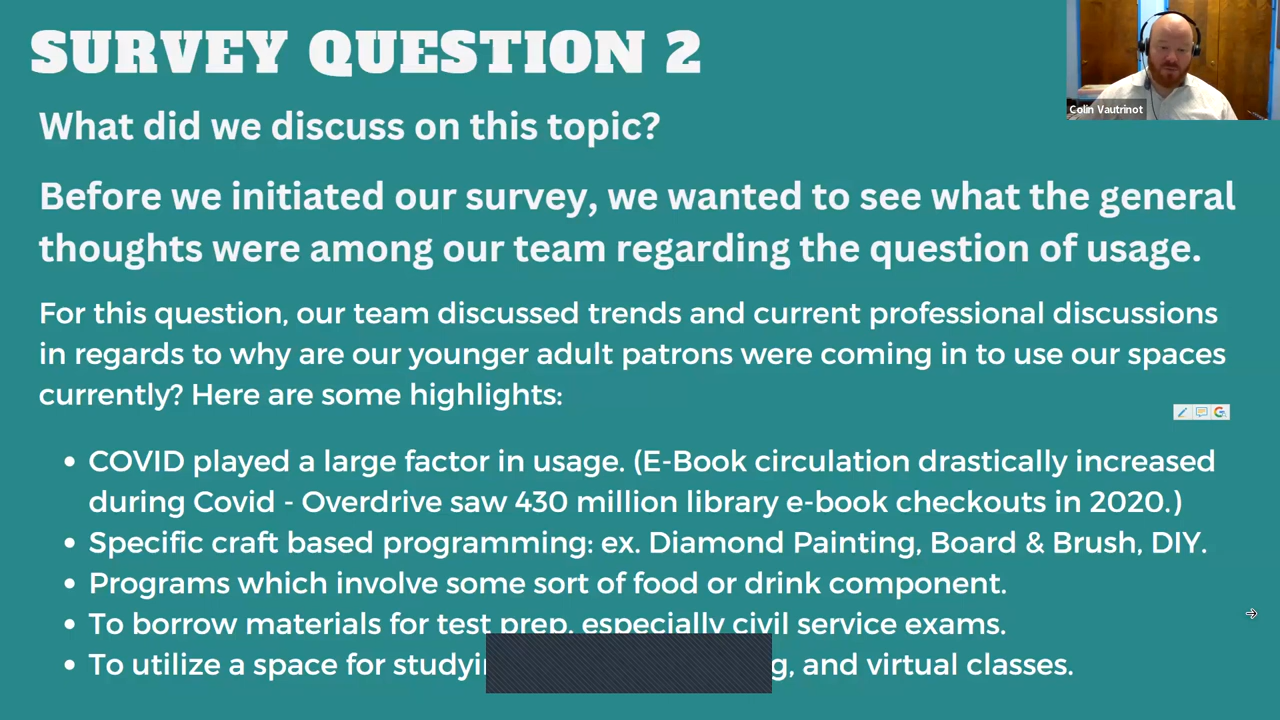 SURVEY QUESTION 2
Colin Vautrinot
What did we discuss on this topic?
Before we initiated our survey, we wanted to see what the general
thoughts were among our team regarding the question of usage.
For this question, our team discussed trends and current professional discussions
in regards to why are our younger adult patrons were coming in to use our spaces
currently? Here are some highlights:
• COVID played a large factor in usage. (E-Book circulation drastically increased
during Covid - Overdrive saw 430 million library e-book checkouts in 2020.)
• Specific craft based programming: ex. Diamond Painting, Board & Brush, DIY.
• Programs which involve some sort of food or drink component.
• To borrow materials for test prep, especially civil service exams.
• To utilize a space for and virtual classes.